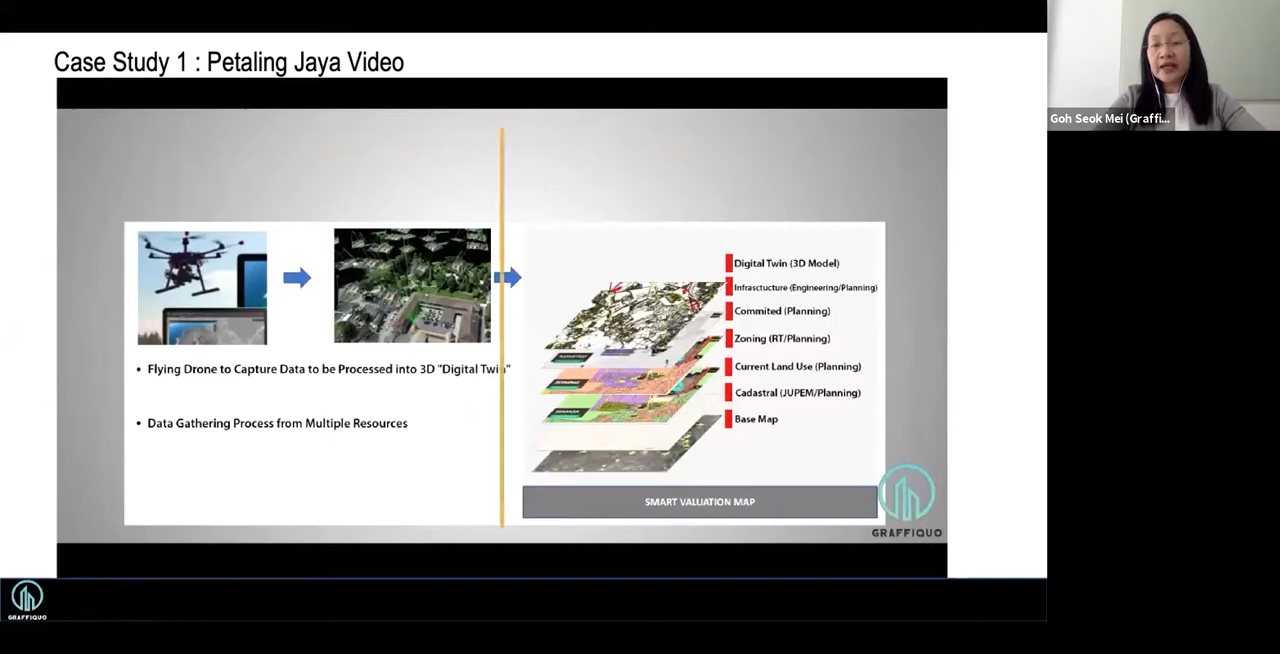 Case Study 1 : Petaling Jaya Video
Goh Seok Mei (Graffi...
Digital Twin (3D Model)
Infrasctucture (Engineering/Planning)
Commited (Planning)
Zoning (RT/Planning)
Current Land Use (Planning)
Cadastral (JUPEM/Planning)
Base Map
ZONING
• Flying Drone to Capture Data to be Processed into 3D "Digital Twin"
• Data Gathering Process from Multiple Resources
SMART VALUATION MAP
GRAFFIQUO
GRAFFIQUO